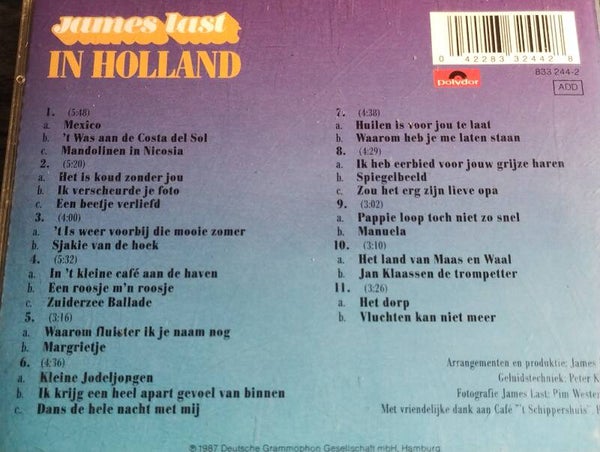 james last
IN HOLLAND
0 42283 32442 8
Polydor
833 244-2
ADD
1. (5:48)
a. Mexico
b. 't Was aan de Costa del Sol
c. Mandolinen in Nicosia
2. (5:20)
a. Het is koud zonder jou
b. Ik verscheurde je foto
c. Een beetje verliefd
3. (4:00)
a. 't Is weer voorbij die mooie zomer
b. Sjakie van de hoek
4. (5:32)
a. In 't kleine café aan de haven
b. Een roosje m'n roosje
c. Zuiderzee Ballade
5. (3:16)
a. Waarom fluister ik je naam nog
b. Margrietje
6. (4:36)
a. Kleine Jodeljongen
b. Ik krijg een heel apart gevoel van binnen
c. Dans de hele nacht met mij
7. (4:38)
a. Huilen is voor jou te laat
b. Waarom heb je me laten staan
8. (4:29)
a. Ik heb eerbied voor jouw grijze haren
b. Spiegelbeeld
c. Zou het erg zijn lieve opa
9. (3:02)
a. Pappie loop toch niet zo snel
b. Manuela
10. (3:10)
a. Het land van Maas en Waal
b. Jan Klaassen de trompetter
11. (3:26)
a. Het dorp
b. Vluchten kan niet meer
Arrangementen en produktie: James
Geluidstechniek: Peter K
Fotografie James Last: Pim Wester
Met vriendelijke dank aan Café "'t Schippershuis",
℗ 1987 Deutsche Grammophon Gesellschaft mbH, Hamburg